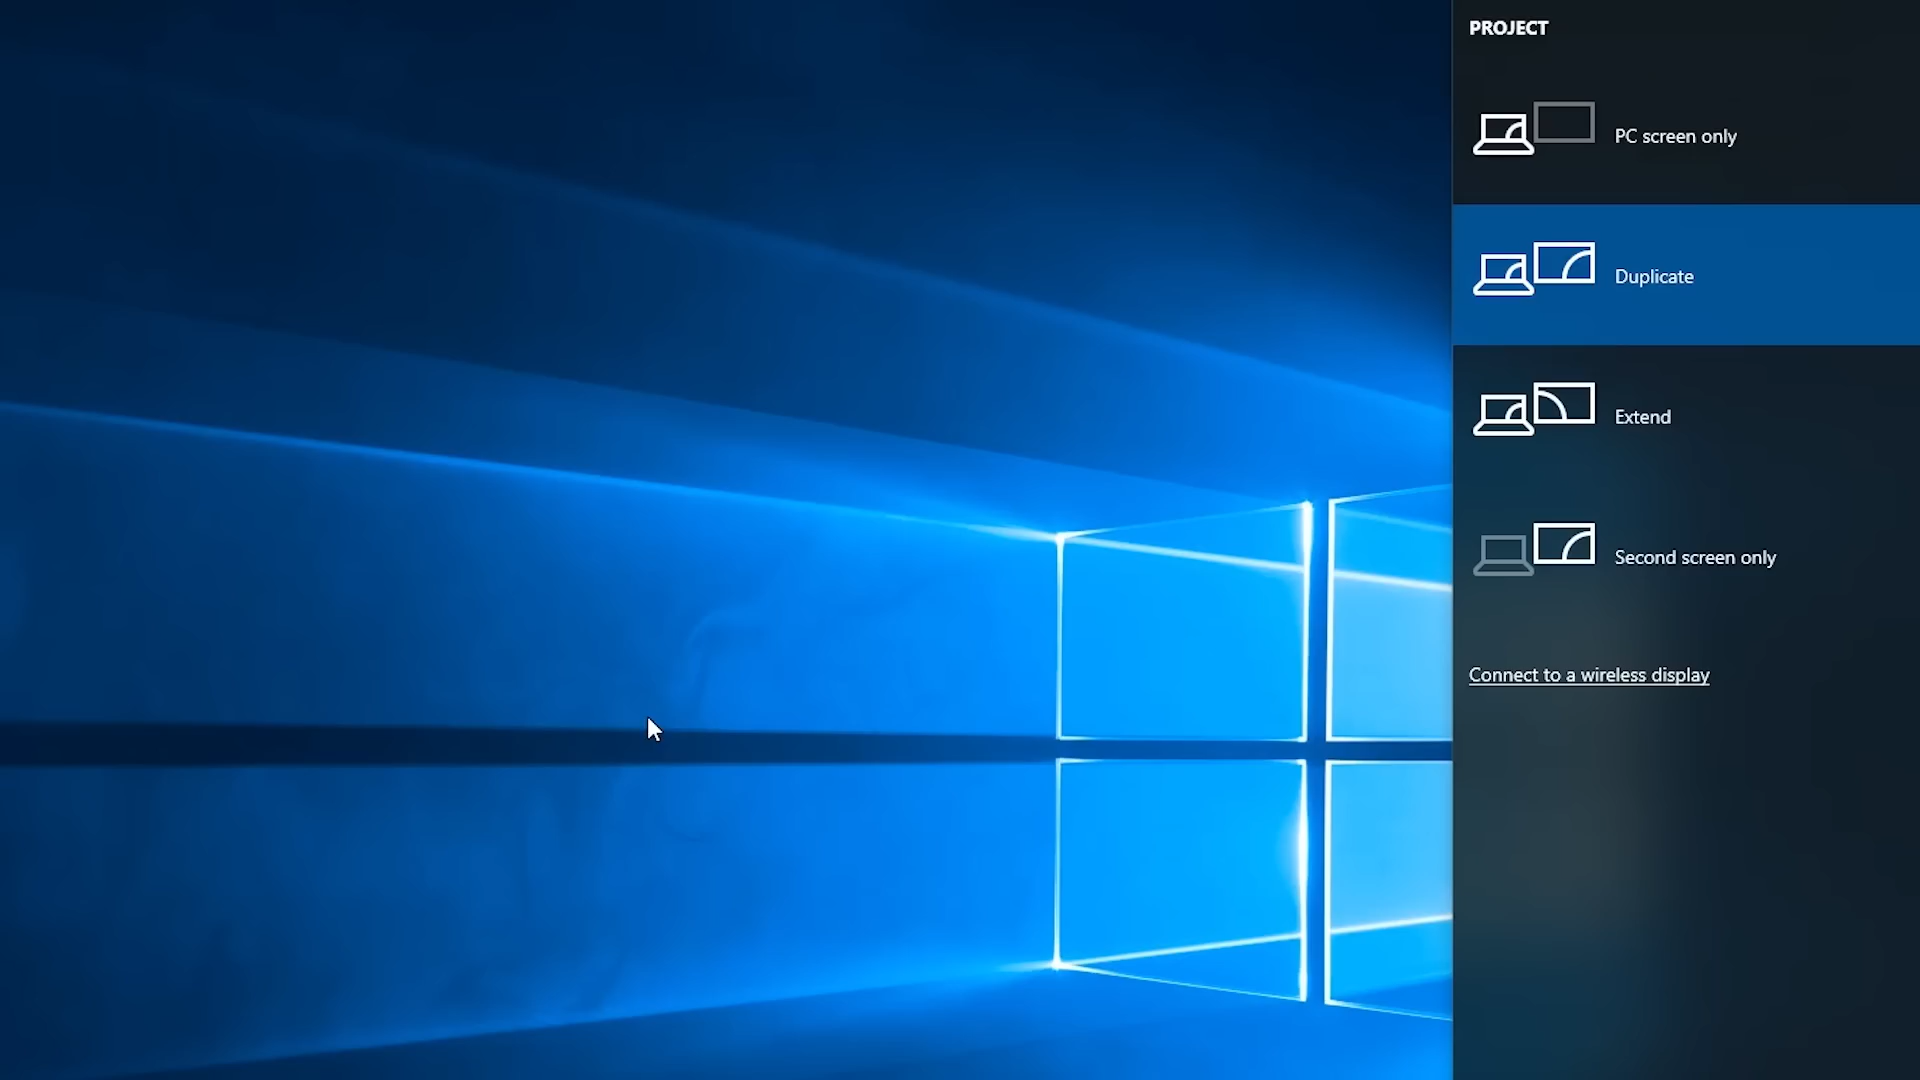 PROJECT
PC screen only
Duplicate
Extend
Second screen only
Connect to a wireless display